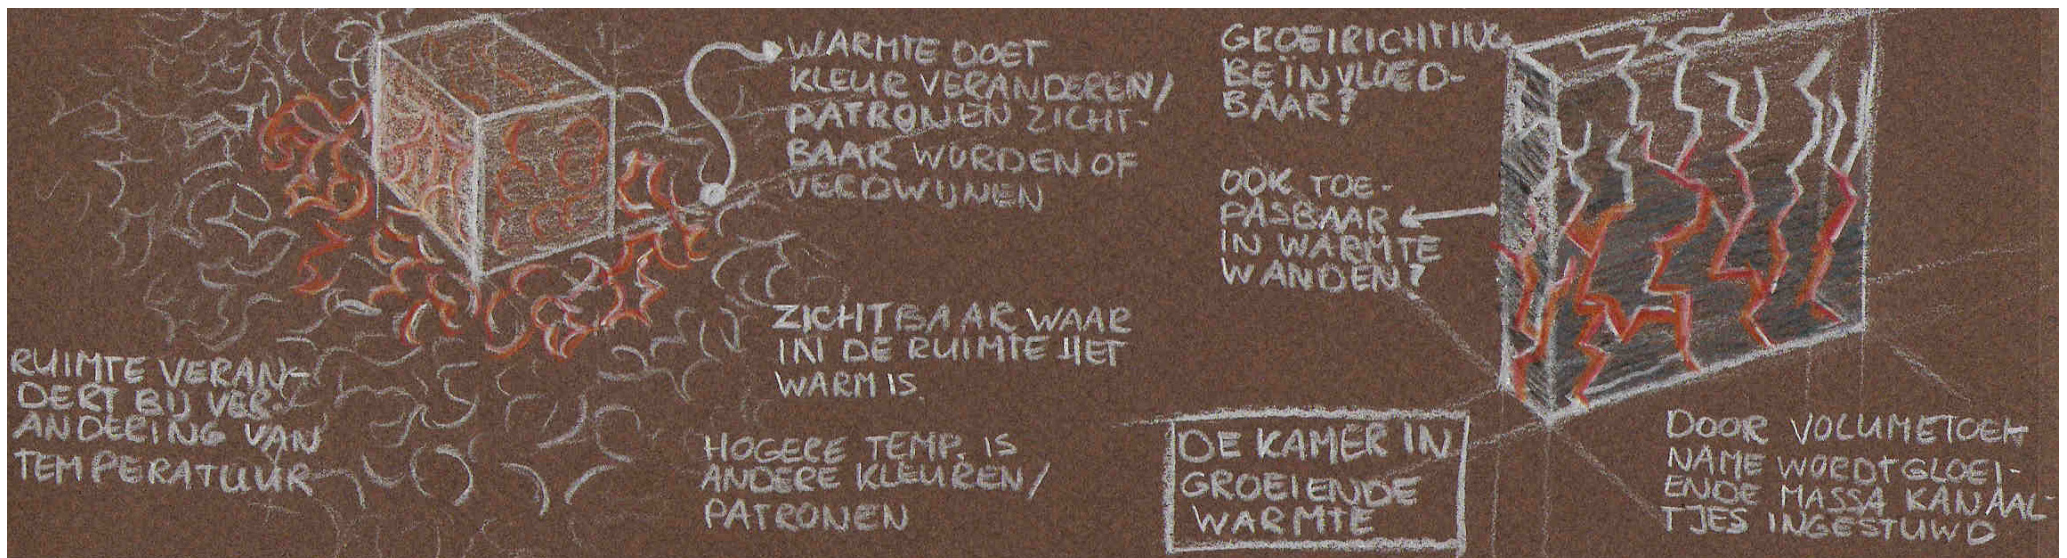 WARMTE DOET
KLEUR VERANDEREN/
PATRONEN ZICHT-
BAAR WORDEN OF
VERDWIJNEN
ZICHTBAAR WAAR
IN DE RUIMTE HET
WARM IS.
RUIMTE VERAN-
DERT BIJ VER-
ANDERING VAN
TEMPERATUUR
HOGERE TEMP. IS
ANDERE KLEUREN/
PATRONEN
GROEIRICHTING
BEÏNVLOED-
BAAR?
OOK TOE-
PASBAAR
IN WARMTE
WANDEN?
DE KAMER IN
GROEIENDE
WARMTE
DOOR VOLUMETOE-
NAME WORDT GLOEI-
ENDE MASSA KANAAL-
TJES INGESTUWD